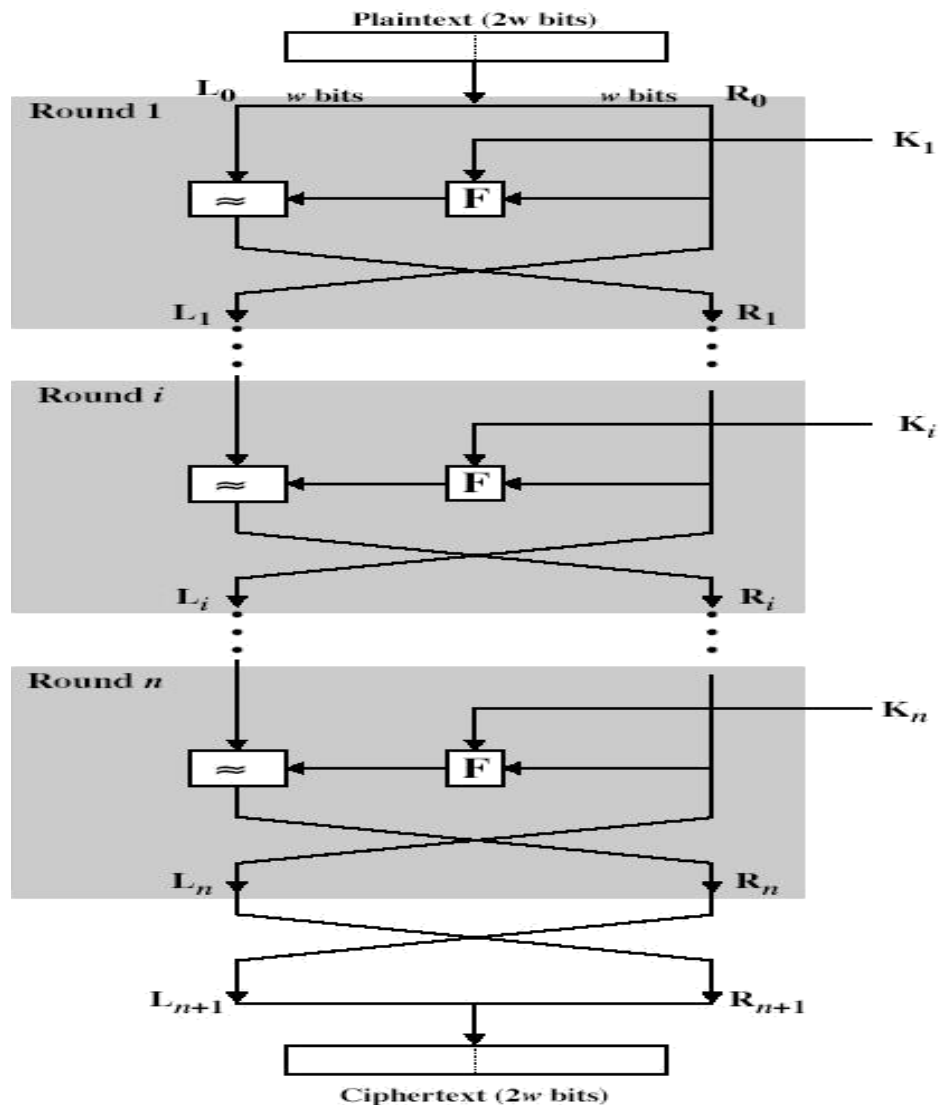 Plaintext (2w bits)
L0 w bits w bits R0
Round 1
K1
≈ F
L1 R1
Round i
Ki
≈ F
Li Ri
Round n
Kn
≈ F
Ln Rn
Ln+1 Rn+1
Ciphertext (2w bits)